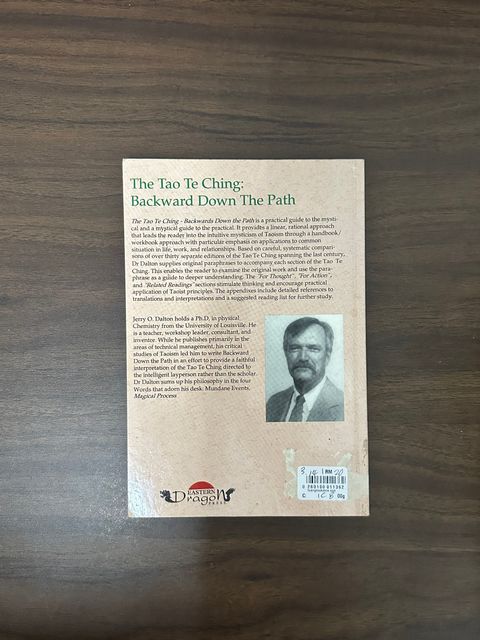 The Tao Te Ching:
Backward Down The Path
The Tao Te Ching - Backwards Down the Path is a practical guide to the mysti-
cal and a mystical guide to the practical. It provides a linear, rational approach
that leads the reader into the intuitive mysticism of Taoism through a handbook/
workbook approach with particular emphasis on applications to common
situation in life, work, and relationships. Based on careful, systematic compari-
sions of over thirty separate editions of the Tao Te Ching spanning the last century,
Dr Dalton supplies original paraphrases to accompany each section of the Tao Te
Ching. This enables the reader to examine the original work and use the para-
phrase as a guide to deeper understanding. The "For Thought", "For Action",
and "Related Readings" sections stimulate thinking and encourage practical
application of Taoist principles. The appendixes include detailed references to
translations and interpretations and a suggested reading list for further study.
Jerry O. Dalton holds a Ph.D, in physical
Chemistry from the University of Louisville. He
is a teacher, workshop leader, consultant, and
inventor. While he publishes primarily in the
areas of technical management, his critical
studies of Taoism led him to write Backward
Down the Path in an effort to provide a faithful
interpretation of the Tao Te Ching directed to
the intelligent layperson rather than the scholar.
Dr Dalton sums up his philosophy in the four
Words that adorn his desk: Mundane Events,
Magical Process
EASTERN
Dragon
PRESS
RM 20